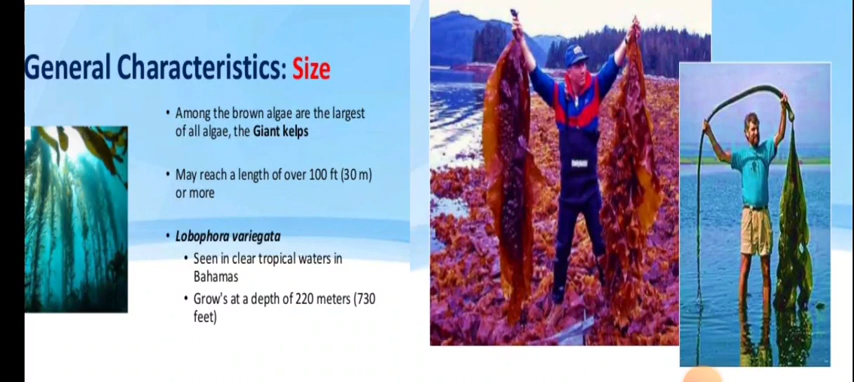 General Characteristics: Size
• Among the brown algae are the largest
of all algae, the Giant kelps
• May reach a length of over 100 ft (30 m)
or more
• Lobophora variegata
• Seen in clear tropical waters in
Bahamas
• Grow's at a depth of 220 meters (730
feet)